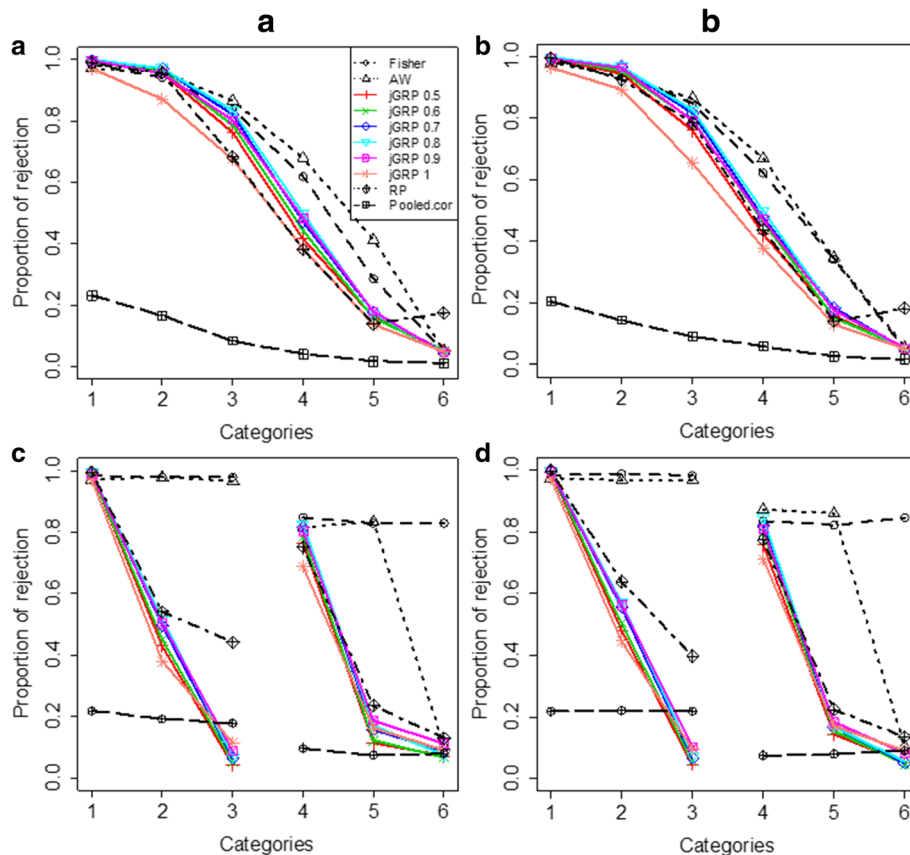 a
b
a
b
Proportion of rejection
1.0
0.8
0.6
0.4
0.2
0.0
1 2 3 4 5 6
Categories
Fisher
AW
jGRP 0.5
jGRP 0.6
jGRP 0.7
jGRP 0.8
jGRP 0.9
jGRP 1
RP
Pooled.cor
Proportion of rejection
1.0
0.8
0.6
0.4
0.2
0.0
1 2 3 4 5 6
Categories
c
d
Proportion of rejection
1.0
0.8
0.6
0.4
0.2
0.0
1 2 3 4 5 6
Categories
Proportion of rejection
1.0
0.8
0.6
0.4
0.2
0.0
1 2 3 4 5 6
Categories